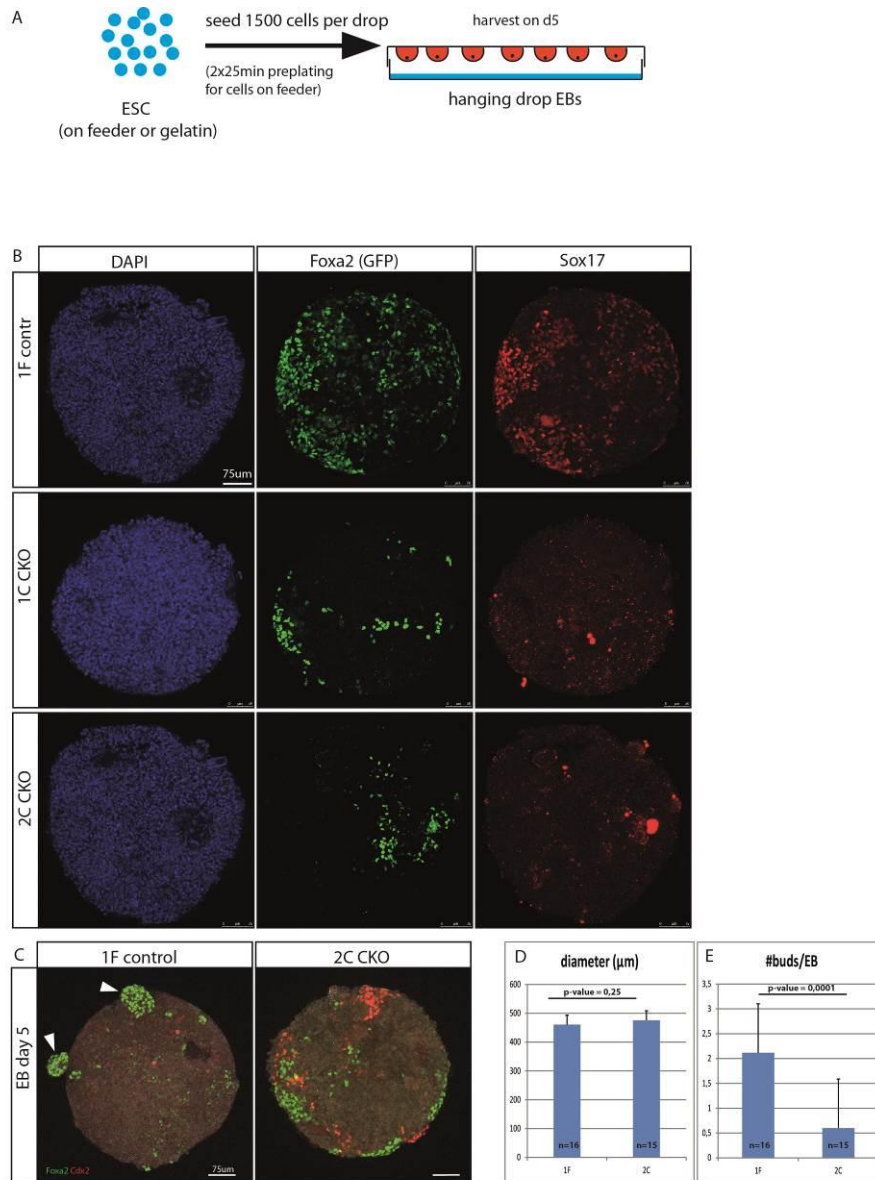 A
seed 1500 cells per drop
harvest on d5
(2x25min preplating
for cells on feeder)
ESC
(on feeder or gelatin)
hanging drop EBs
B
DAPI
Foxa2 (GFP)
Sox17
1F contr
75um
1C CKO
2C CKO
C
1F control
2C CKO
EB day 5
Foxa2 Cdx2
75um
D
diameter (µm)
p-value = 0,25
600
500
400
300
200
100
0
n=16
n=15
1F
2C
E
#buds/EB
p-value = 0,0001
3,5
3
2,5
2
1,5
1
0,5
0
n=16
n=15
1F
2C